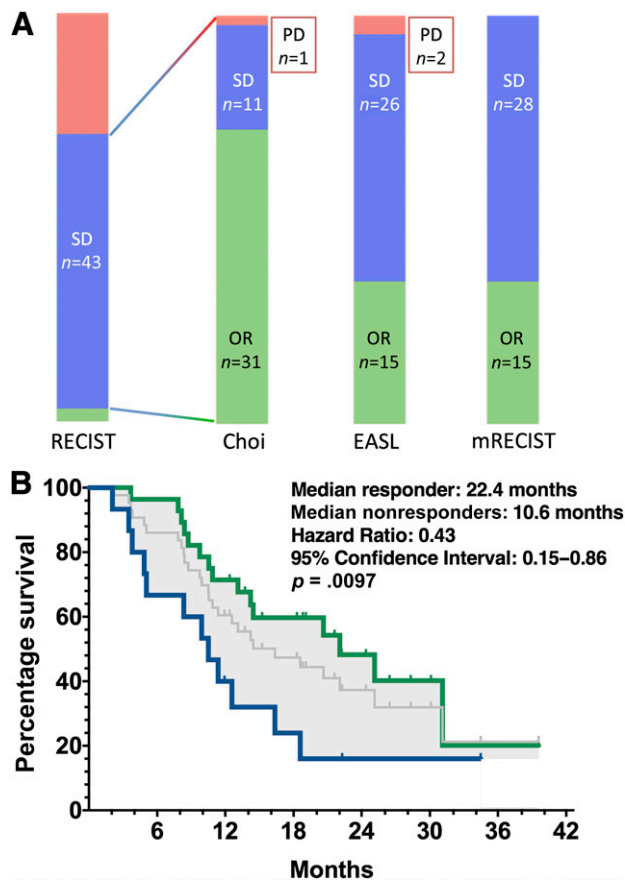 A
PD
n=1
PD
n=2
SD
n=11
SD
n=26
SD
n=28
SD
n=43
OR
n=31
OR
n=15
OR
n=15
RECIST
Choi
EASL
mRECIST
B
Median responder: 22.4 months
Median nonresponders: 10.6 months
Hazard Ratio: 0.43
95% Confidence Interval: 0.15–0.86
p = .0097
Percentage survival
100
80
60
40
20
0
6 12 18 24 30 36 42
Months